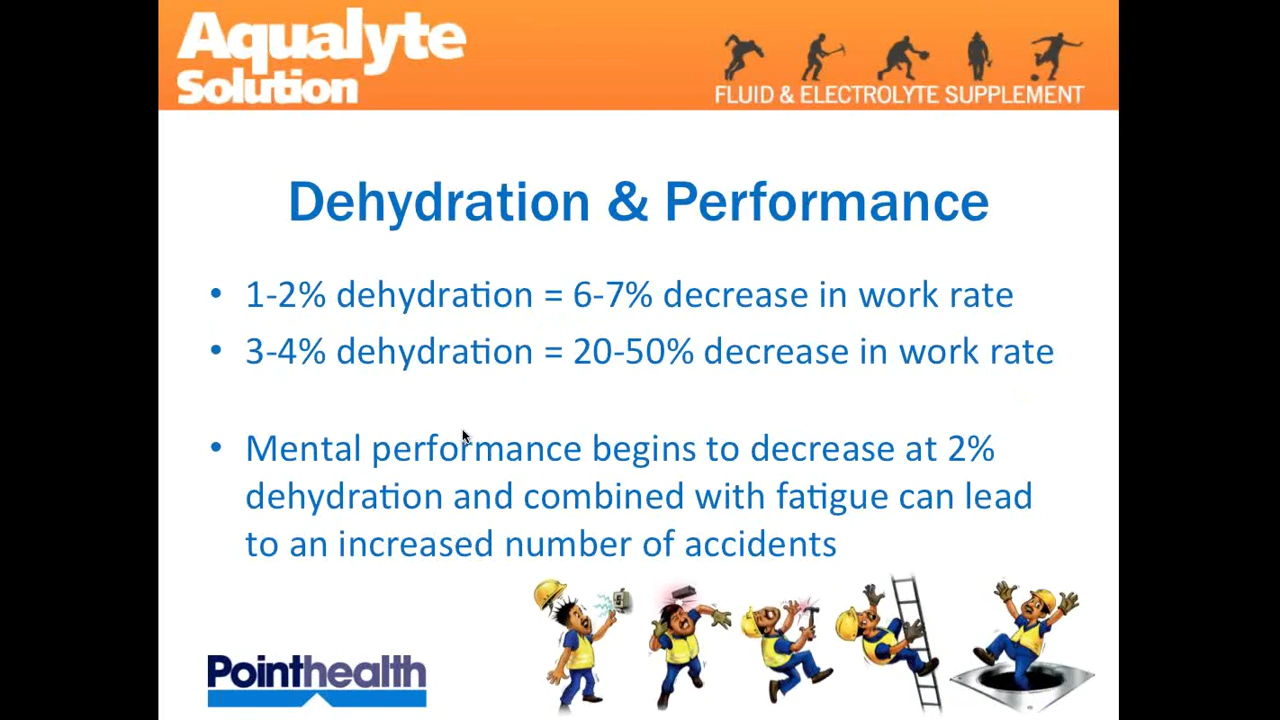 Aqualyte
Solution
FLUID & ELECTROLYTE SUPPLEMENT
Dehydration & Performance
• 1-2% dehydration = 6-7% decrease in work rate
• 3-4% dehydration = 20-50% decrease in work rate
• Mental performance begins to decrease at 2%
dehydration and combined with fatigue can lead
to an increased number of accidents
Pointhealth